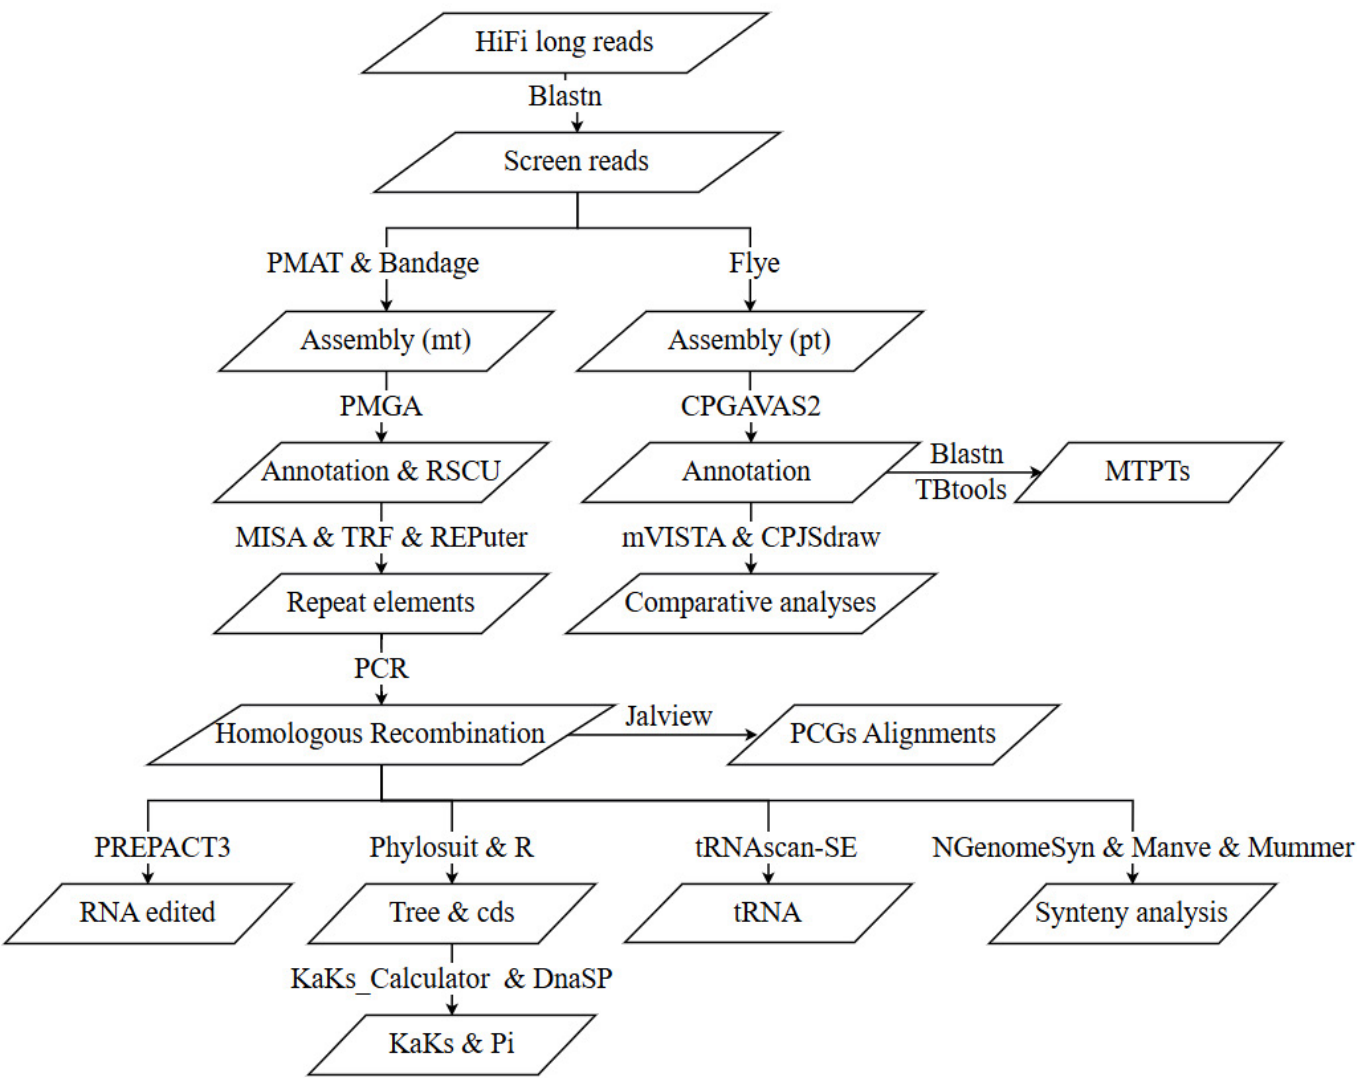 HiFi long reads
Blastn
Screen reads
PMAT & Bandage
Flye
Assembly (mt)
Assembly (pt)
PMGA
CPGAVAS2
Annotation & RSCU
Annotation
Blastn
TBtools
MTPTs
MISA & TRF & REPuter
mVISTA & CPJSdraw
Repeat elements
Comparative analyses
PCR
Homologous Recombination
Jalview
PCGs Alignments
PREPACT3
Phylosuit & R
tRNAscan-SE
NGenomeSyn & Manve & Mummer
RNA edited
Tree & cds
tRNA
Synteny analysis
KaKs_Calculator & DnaSP
KaKs & Pi